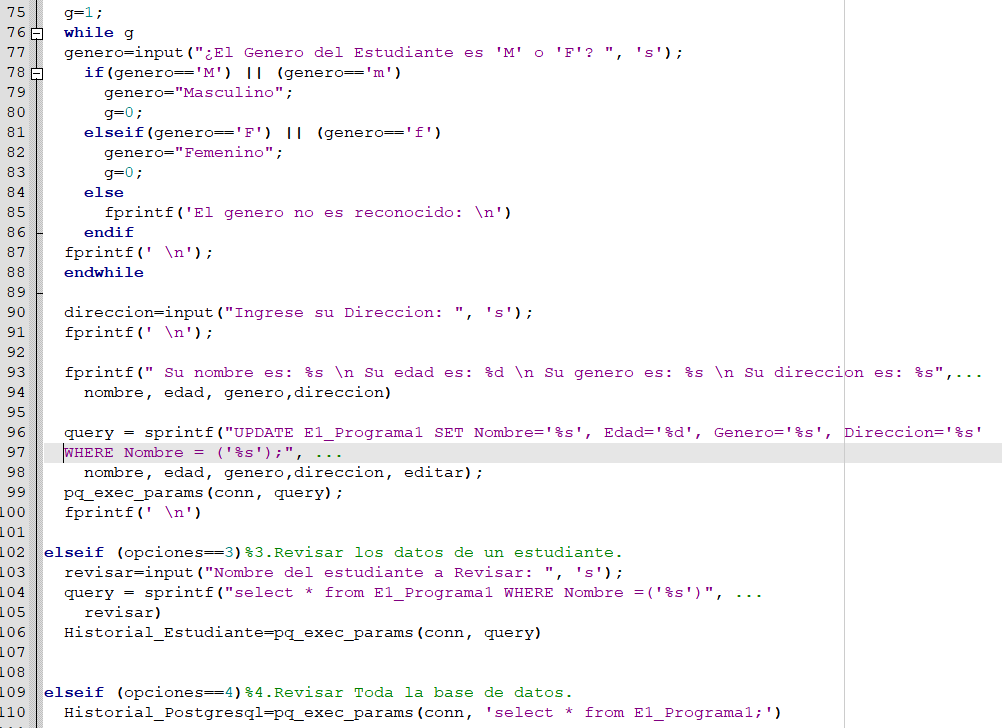 75 g=1;
76 while g
77 genero=input("¿El Genero del Estudiante es 'M' o 'F'? ", 's');
78 if(genero=='M') || (genero=='m')
79 genero="Masculino";
80 g=0;
81 elseif(genero=='F') || (genero=='f')
82 genero="Femenino";
83 g=0;
84 else
85 fprintf('El genero no es reconocido: \n')
86 endif
87 fprintf(' \n');
88 endwhile
89
90 direccion=input("Ingrese su Direccion: ", 's');
91 fprintf(' \n');
92
93 fprintf(" Su nombre es: %s \n Su edad es: %d \n Su genero es: %s \n Su direccion es: %s",...
94 nombre, edad, genero,direccion)
95
96 query = sprintf("UPDATE E1_Programa1 SET Nombre='%s', Edad='%d', Genero='%s', Direccion='%s'
97 WHERE Nombre = ('%s');", ...
98 nombre, edad, genero,direccion, editar);
99 pq_exec_params(conn, query);
100 fprintf(' \n')
101
102 elseif (opciones==3)%3.Revisar los datos de un estudiante.
103 revisar=input("Nombre del estudiante a Revisar: ", 's');
104 query = sprintf("select * from E1_Programa1 WHERE Nombre =('%s')", ...
105 revisar)
106 Historial_Estudiante=pq_exec_params(conn, query)
107
108
109 elseif (opciones==4)%4.Revisar Toda la base de datos.
110 Historial_Postgresql=pq_exec_params(conn, 'select * from E1_Programa1;')